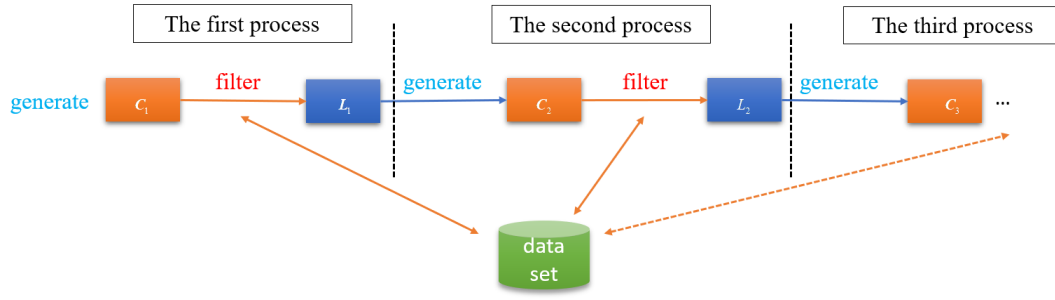 The first process
The second process
The third process
generate
C₁
filter
L₁
generate
C₂
filter
L₂
generate
C₃
...
data
set